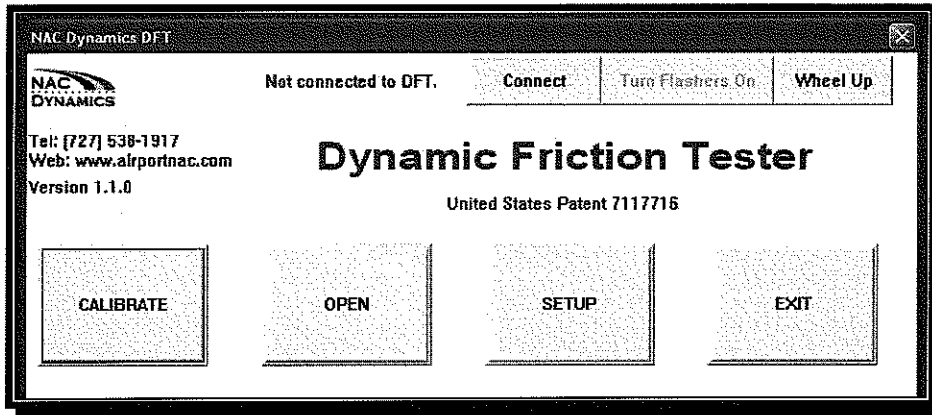 NAC Dynamics DFT
NAC
DYNAMICS
Not connected to DFT.
Connect
Turn Flashers On
Wheel Up
Tel: (727) 538-1917
Web: www.airportnac.com
Version 1.1.0
Dynamic Friction Tester
United States Patent 7117716
CALIBRATE
OPEN
SETUP
EXIT